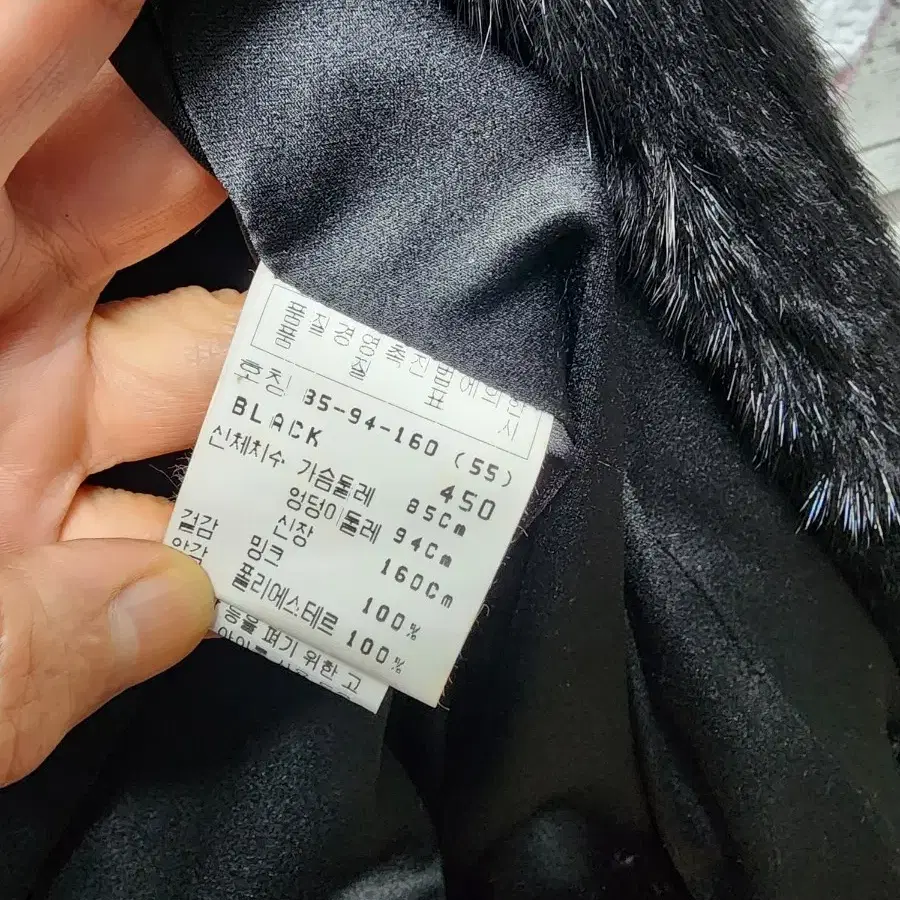 품질경영촉진법에의한
품질표시
호칭 85-94-160 (55)
BLACK 450
신체치수 가슴둘레 85Cm
엉덩이둘레 94Cm
신장 160Cm
겉감 밍크 100%
안감 폴리에스테르 100%
능을 펴기 위한 고